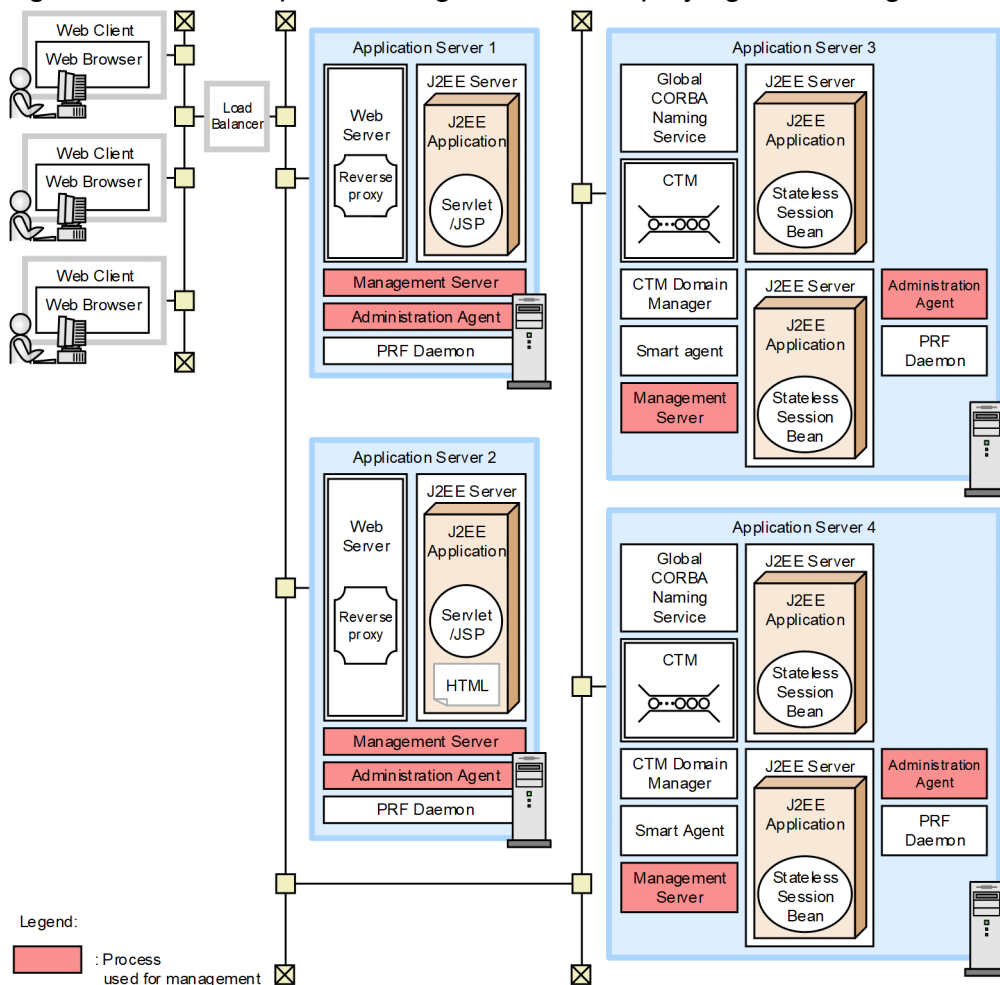 Web Client
Web Browser
Web Client
Web Browser
Web Client
Web Browser
Load
Balancer
Application Server 1
Web
Server
Reverse
proxy
J2EE Server
J2EE
Application
Servlet
/JSP
Management Server
Administration Agent
PRF Daemon
Application Server 2
Web
Server
Reverse
proxy
J2EE Server
J2EE
Application
Servlet
/JSP
HTML
Management Server
Administration Agent
PRF Daemon
Application Server 3
Global
CORBA
Naming
Service
CTM
CTM Domain
Manager
Smart agent
Management
Server
J2EE Server
J2EE
Application
Stateless
Session
Bean
J2EE Server
J2EE
Application
Stateless
Session
Bean
Administration
Agent
PRF
Daemon
Application Server 4
Global
CORBA
Naming
Service
CTM
CTM Domain
Manager
Smart Agent
Management
Server
J2EE Server
J2EE
Application
Stateless
Session
Bean
J2EE Server
J2EE
Application
Stateless
Session
Bean
Administration
Agent
PRF
Daemon
Legend:
: Process
used for management